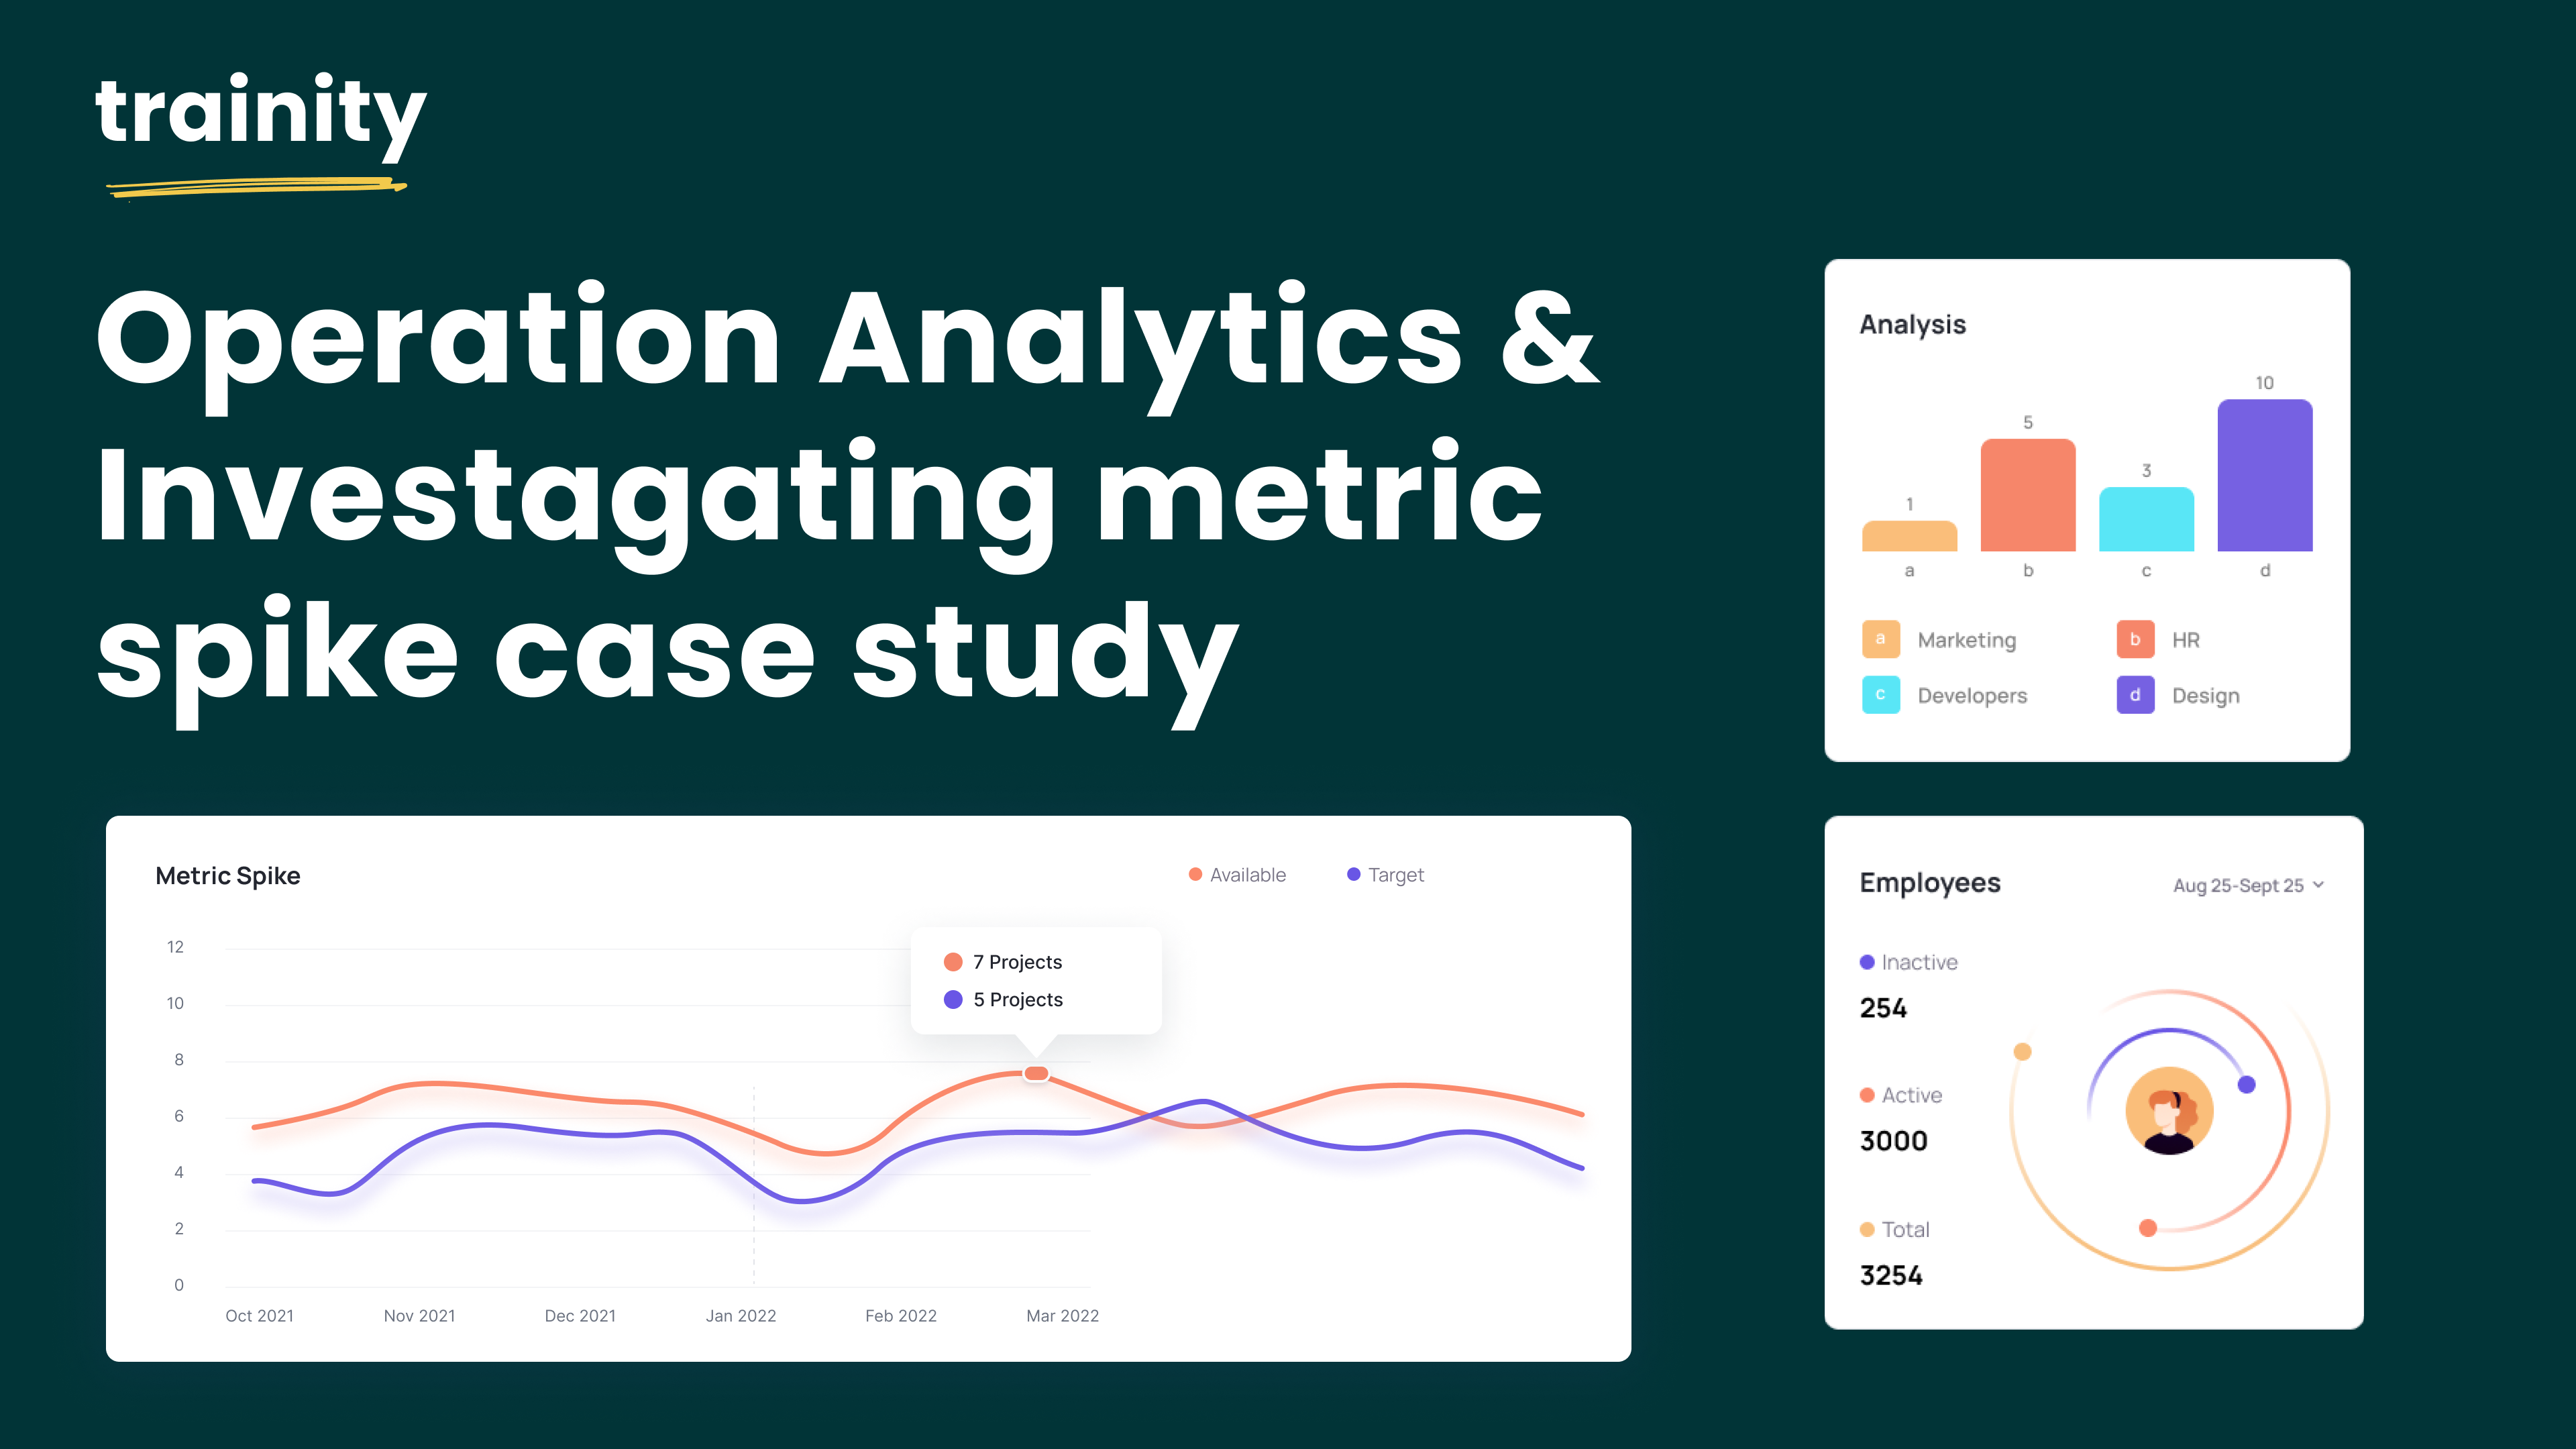 trainity
Operation Analytics &
Investagating metric
spike case study
Analysis
10
5
3
1
a b c d
a Marketing b HR
c Developers d Design
Metric Spike
Available Target
7 Projects
5 Projects
12
10
8
6
4
2
0
Oct 2021 Nov 2021 Dec 2021 Jan 2022 Feb 2022 Mar 2022
Employees Aug 25-Sept 25
Inactive
254
Active
3000
Total
3254